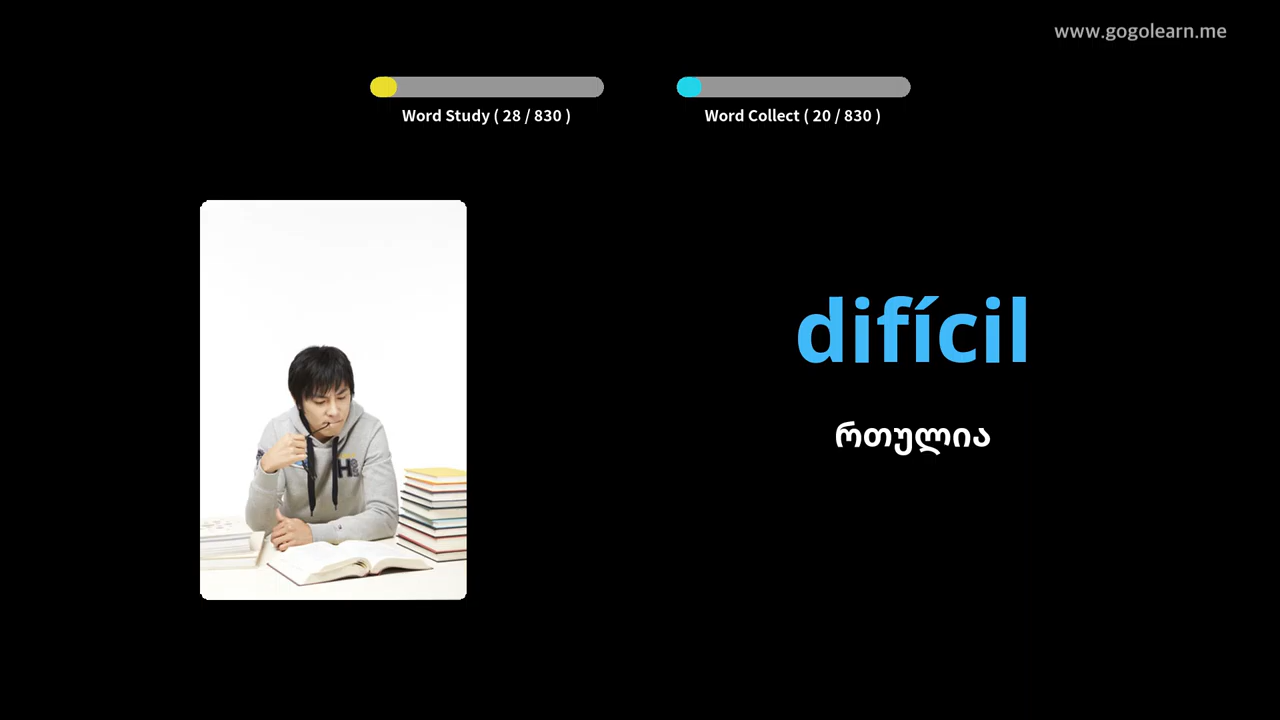 www.gogolearn.me
Word Study ( 28 / 830 )
Word Collect ( 20 / 830 )
difícil
რთულია
H